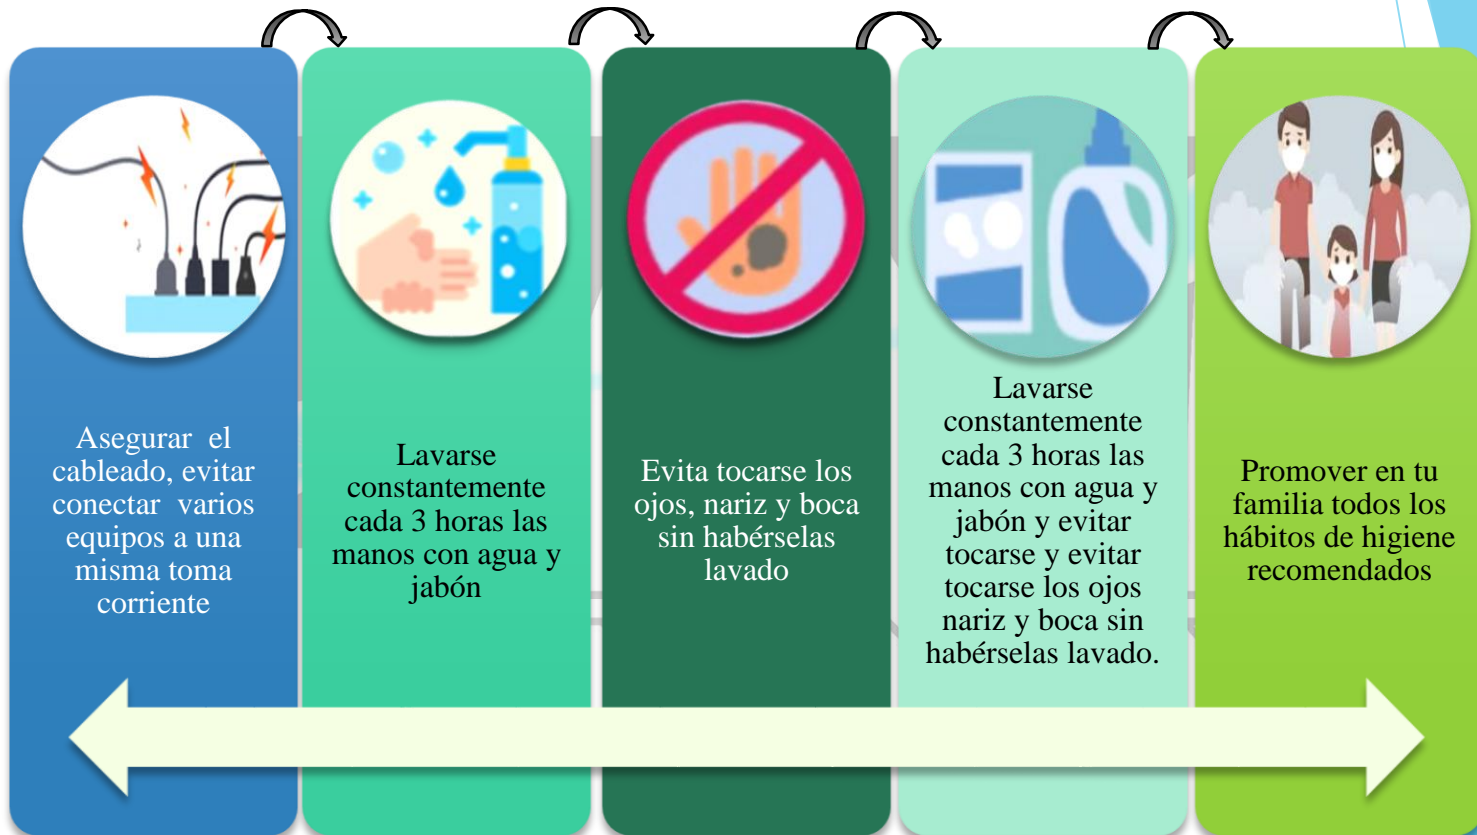 Asegurar el
cableado, evitar
conectar varios
equipos a una
misma toma
corriente
Lavarse
constantemente
cada 3 horas las
manos con agua y
jabón
Evita tocarse los
ojos, nariz y boca
sin habérselas
lavado
Lavarse
constantemente
cada 3 horas las
manos con agua y
jabón y evitar
tocarse y evitar
tocarse los ojos
nariz y boca sin
habérselas lavado.
Promover en tu
familia todos los
hábitos de higiene
recomendados